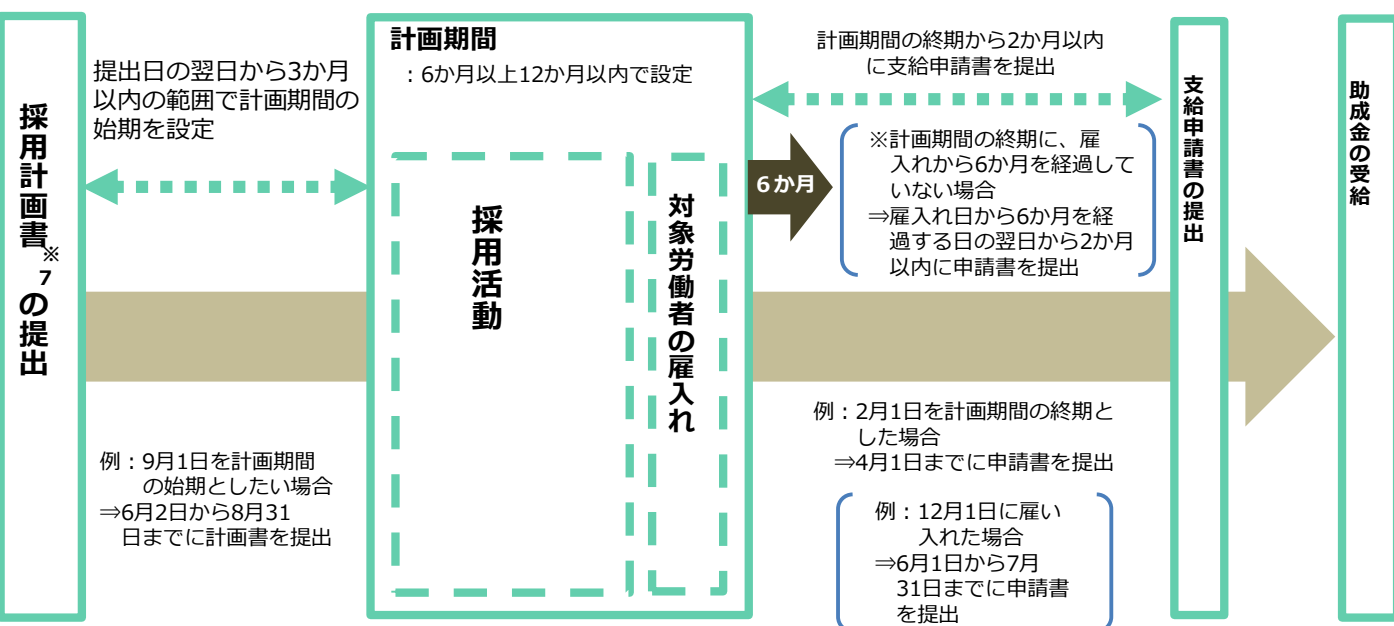 採用計画書※7の提出
提出日の翌日から3か月
以内の範囲で計画期間の
始期を設定
例：9月1日を計画期間
の始期としたい場合
⇒6月2日から8月31
日までに計画書を提出
計画期間
：6か月以上12か月以内で設定
採用活動
対象労働者の雇入れ
計画期間の終期から2か月以内
に支給申請書を提出
6か月
※計画期間の終期に、雇
入れから6か月を経過して
いない場合
⇒雇入れ日から6か月を経
過する日の翌日から2か月
以内に申請書を提出
例：2月1日を計画期間の終期と
した場合
⇒4月1日までに申請書を提出
例：12月1日に雇い
入れた場合
⇒6月1日から7月
31日までに申請書
を提出
支給申請書の提出
助成金の受給